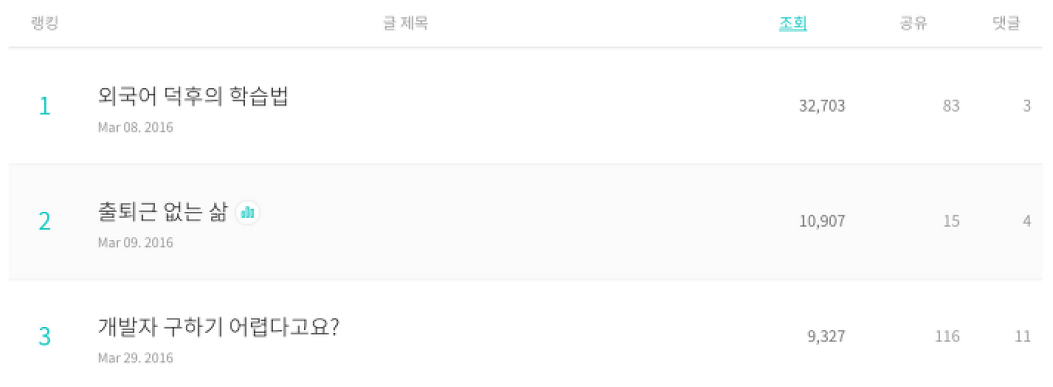 랭킹 글 제목 조회 공유 댓글
1 외국어 덕후의 학습법 32,703 83 3
Mar 08. 2016
2 출퇴근 없는 삶 10,907 15 4
Mar 09. 2016
3 개발자 구하기 어렵다고요? 9,327 116 11
Mar 29. 2016